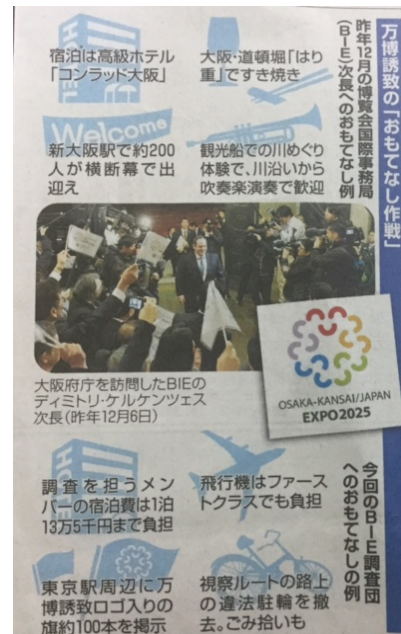 万博誘致の「おもてなし作戦」
昨年12月の博覧会国際事務局
(BIE)次長へのおもてなし例
大阪・道頓堀「はり
重」ですき焼き
宿泊は高級ホテル
「コンラッド大阪」
HOTEL
Welcome
観光船での川めぐり
体験で、川沿いから
吹奏楽演奏で歓迎
新大阪駅で約200
人が横断幕で出
迎え
大阪府庁を訪問したBIEの
ディミトリ・ケルケンツェス
次長(昨年12月6日)
OSAKA-KANSAI/JAPAN
EXPO2025
今回のBIE調査団
へのおもてなしの例
飛行機はファース
トクラスでも負担
調査を担うメン
バーの宿泊費は1泊
13万5千円まで負担
HOTEL
視察ルートの路上
の違法駐輪を撤
去。ごみ拾いも
東京駅周辺に万
博誘致ロゴ入りの
旗約100本を掲示